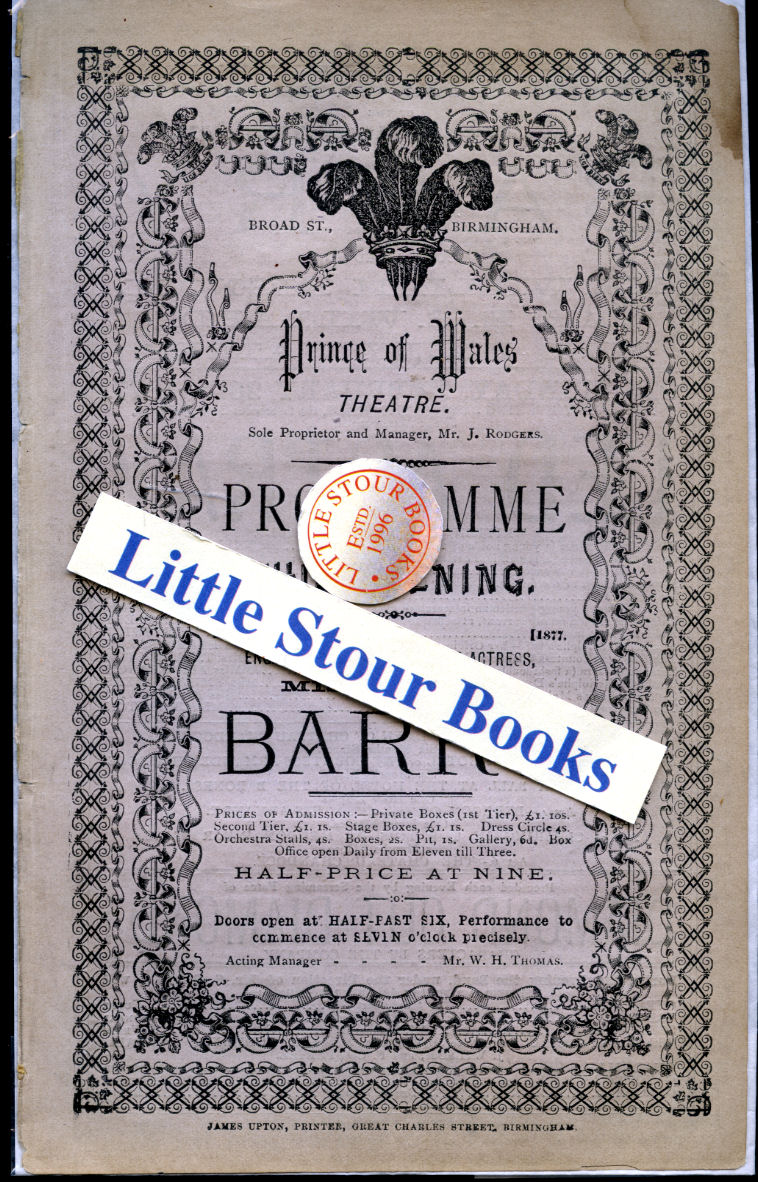 BROAD ST., BIRMINGHAM.
Prince of Wales
THEATRE.
Sole Proprietor and Manager, Mr. J. RODGERS.
PR MME
LITTLE STOUR BOOKS.
ESTD.
1996
NING.
Little Stour Books
[1877.
ACTRESS,
BARR
PRICES OF ADMISSION :— Private Boxes (1st Tier), £1. 10s.
Second Tier, £1. 1s. Stage Boxes, £1. 1s. Dress Circle 4s.
Orchestra Stalls, 4s. Boxes, 2s. Pit, 1s. Gallery, 6d. Box
Office open Daily from Eleven till Three.
HALF-PRICE AT NINE.
:o:
Doors open at HALF-PAST SIX, Performance to
commence at SEVEN o'clock precisely.
Acting Manager - - - - Mr. W. H. THOMAS.
JAMES UPTON, PRINTER, GREAT CHARLES STREET, BIRMINGHAM.